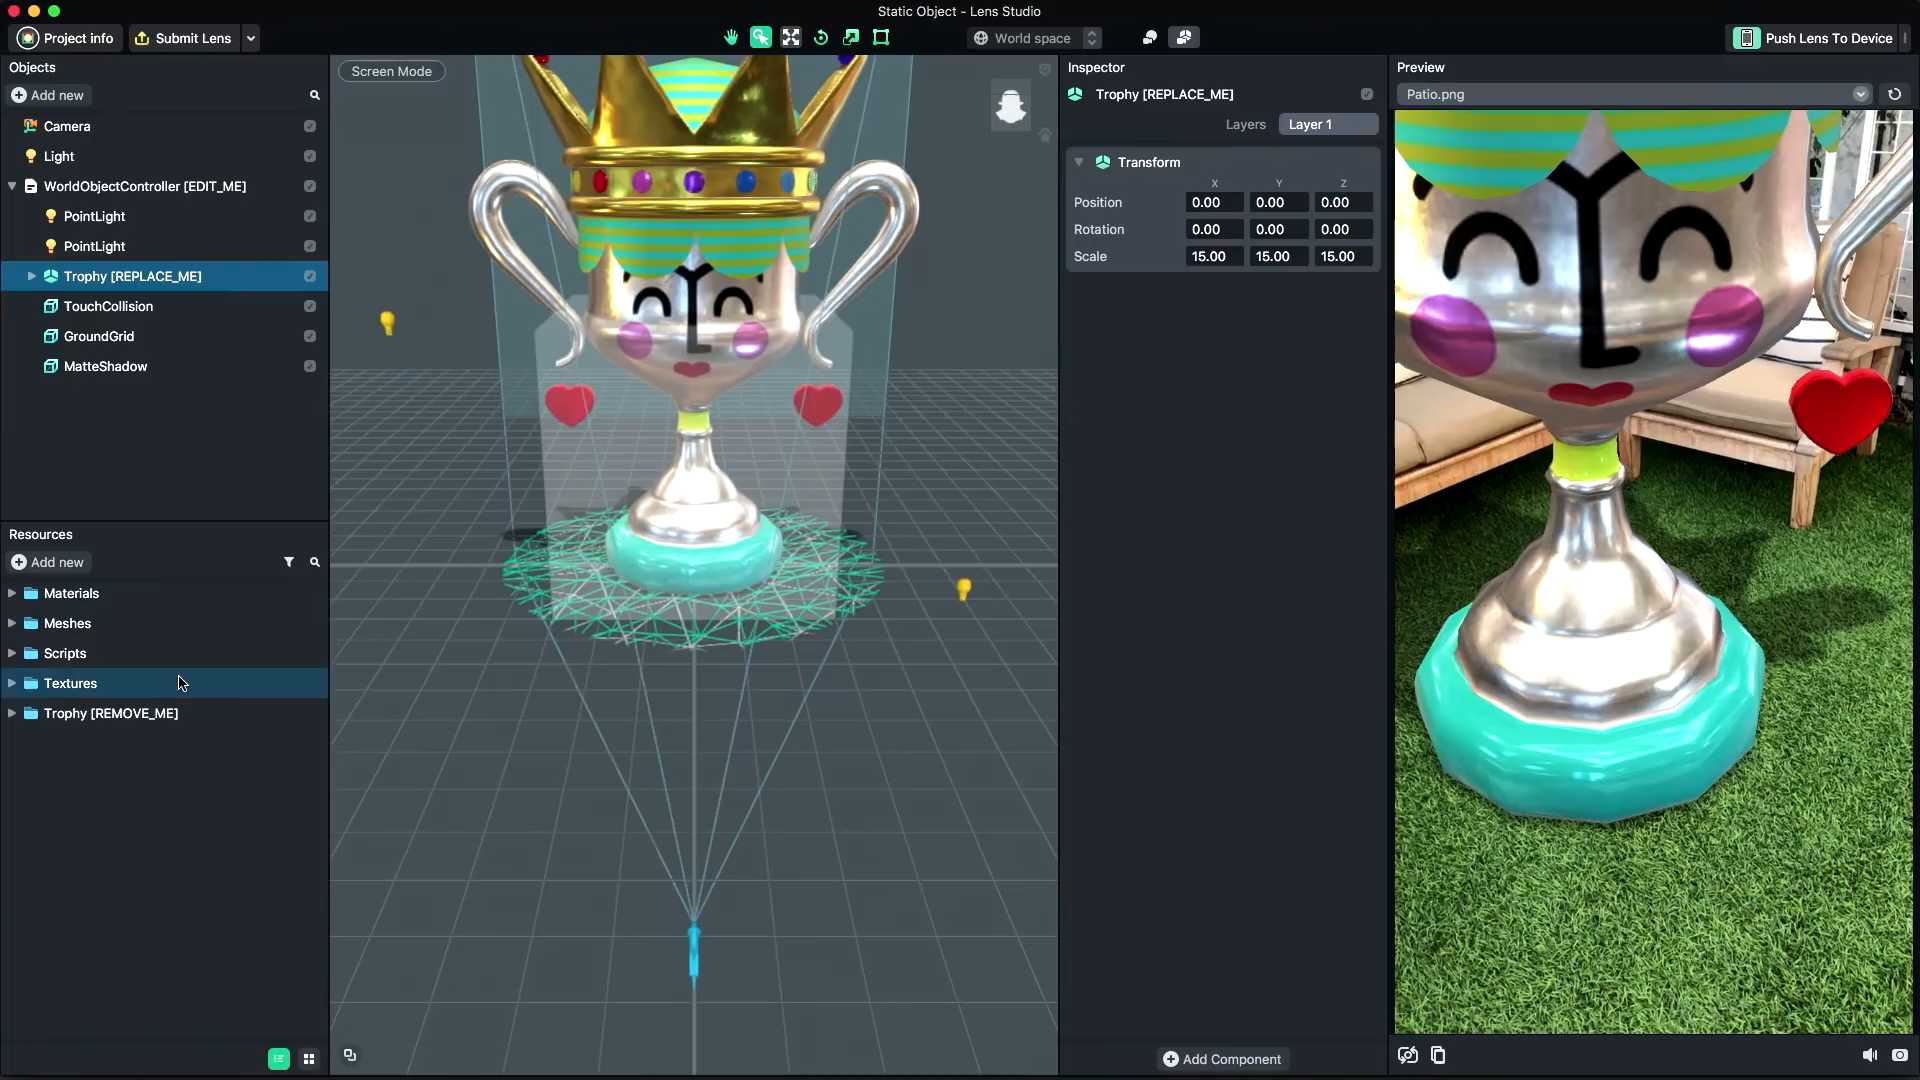 Static Object - Lens Studio
Project info
Submit Lens
World space
Push Lens To Device
Objects
Add new
Camera
Light
WorldObjectController [EDIT_ME]
PointLight
PointLight
Trophy [REPLACE_ME]
TouchCollision
GroundGrid
MatteShadow
Resources
Add new
Materials
Meshes
Scripts
Textures
Trophy [REMOVE_ME]
Screen Mode
Inspector
Trophy [REPLACE_ME]
Layers Layer 1
Transform
X Y Z
Position 0.00 0.00 0.00
Rotation 0.00 0.00 0.00
Scale 15.00 15.00 15.00
Add Component
Preview
Patio.png